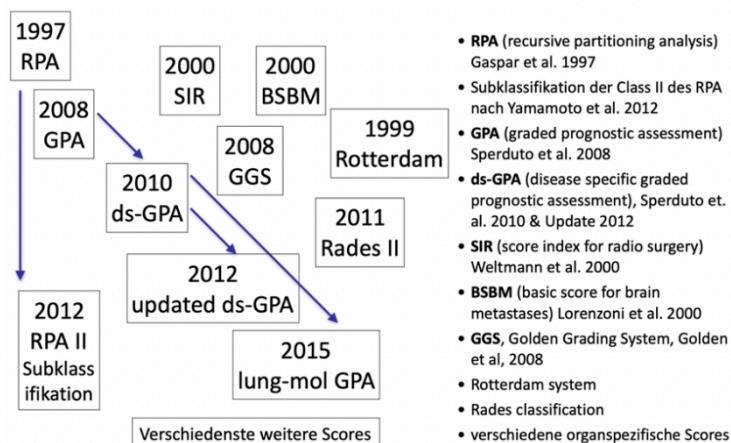 1997
RPA
2008
GPA
2000
SIR
2000
BSBM
2008
GGS
1999
Rotterdam
2010
ds-GPA
2011
Rades II
2012
updated ds-GPA
2012
RPA II
Subklass
ifikation
2015
lung-mol GPA
Verschiedenste weitere Scores
• RPA (recursive partitioning analysis)
Gaspar et al. 1997
• Subklassifikation der Class II des RPA
nach Yamamoto et al. 2012
• GPA (graded prognostic assessment)
Sperduto et al. 2008
• ds-GPA (disease specific graded
prognostic assessment), Sperduto et.
al. 2010 & Update 2012
• SIR (score index for radio surgery)
Weltmann et al. 2000
• BSBM (basic score for brain
metastases) Lorenzoni et al. 2000
• GGS, Golden Grading System, Golden
et al, 2008
• Rotterdam system
• Rades classification
• verschiedene organspezifische Scores